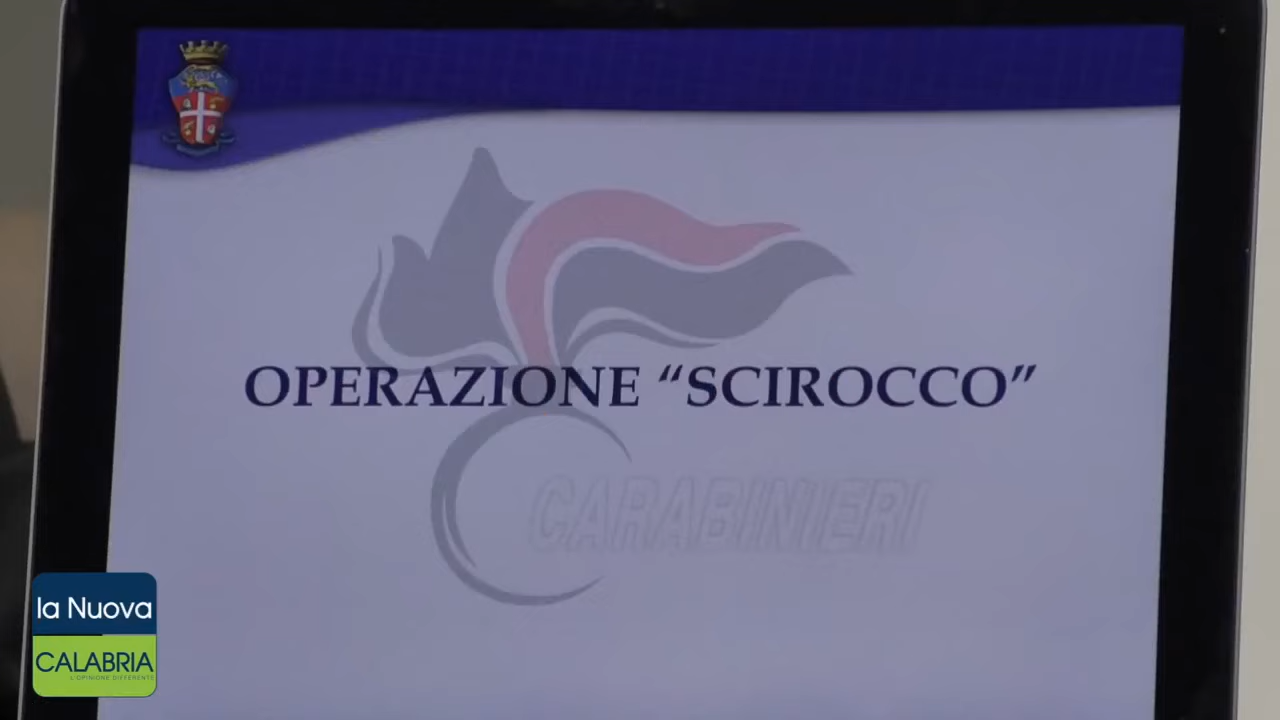 OPERAZIONE “SCIROCCO”
CARABINIERI
la Nuova
CALABRIA
L'OPINIONE DIFFERENTE